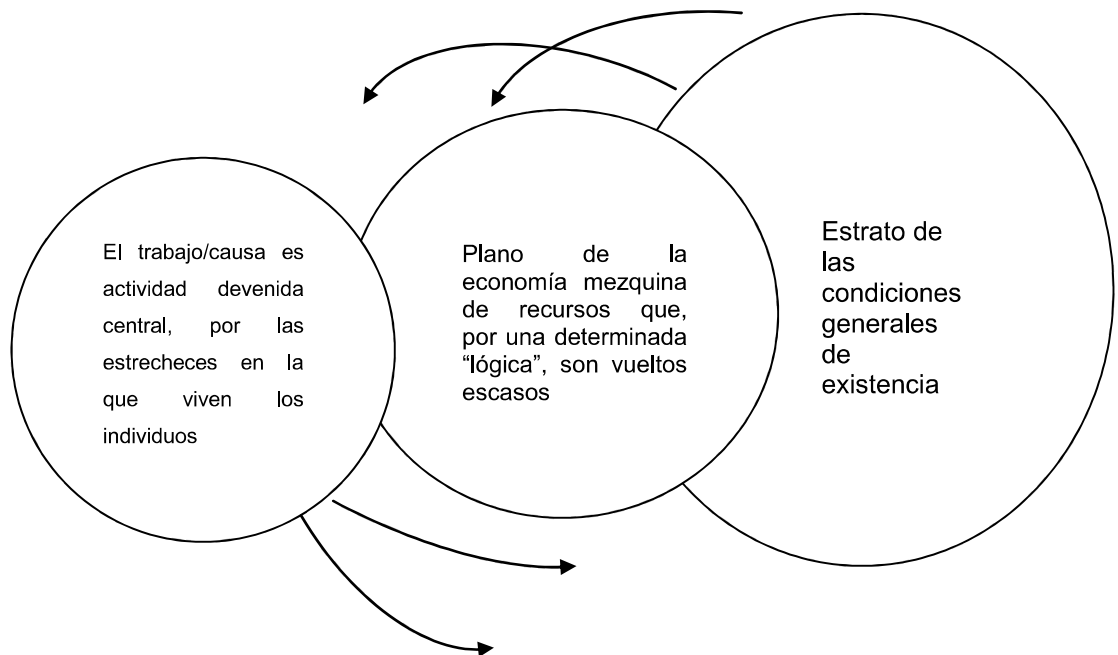 El trabajo/causa es
actividad devenida
central, por las
estrecheces en la
que viven los
individuos
Plano de la
economía mezquina
de recursos que,
por una determinada
“lógica”, son vueltos
escasos
Estrato de
las
condiciones
generales
de
existencia